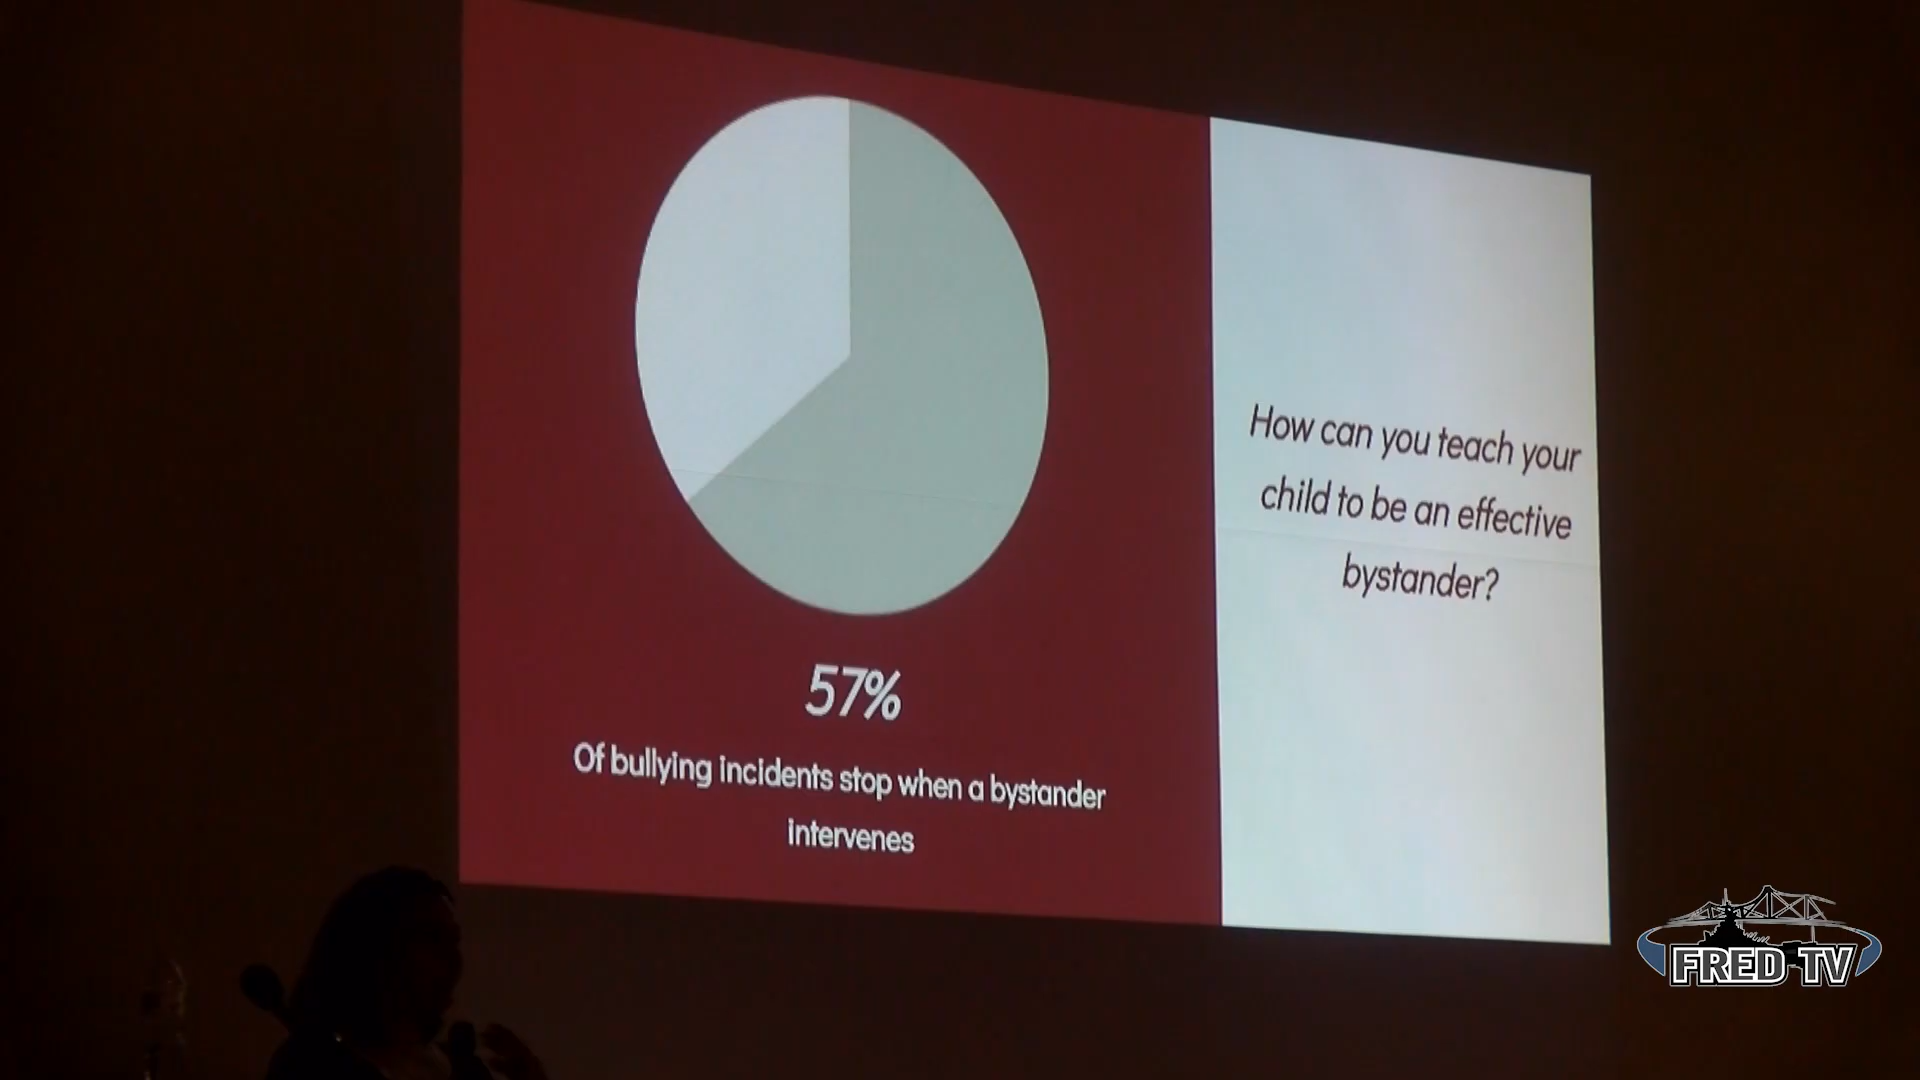 57%
Of bullying incidents stop when a bystander
intervenes
How can you teach your
child to be an effective
bystander?
FRED TV